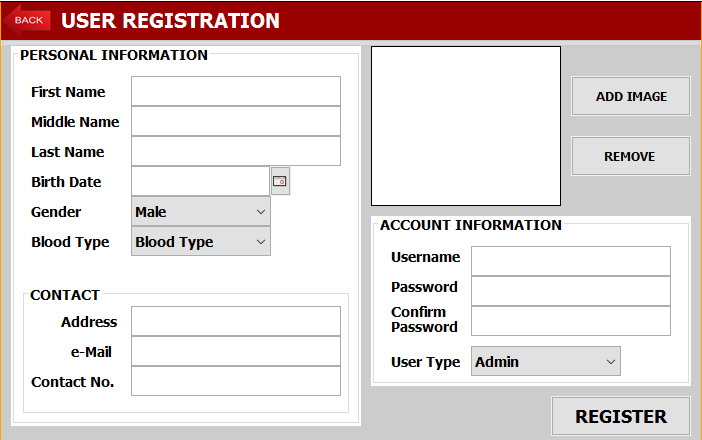 BACK
USER REGISTRATION
PERSONAL INFORMATION
First Name
Middle Name
Last Name
Birth Date
Gender
Male
Blood Type
Blood Type
CONTACT
Address
e-Mail
Contact No.
ADD IMAGE
REMOVE
ACCOUNT INFORMATION
Username
Password
Confirm
Password
User Type
Admin
REGISTER